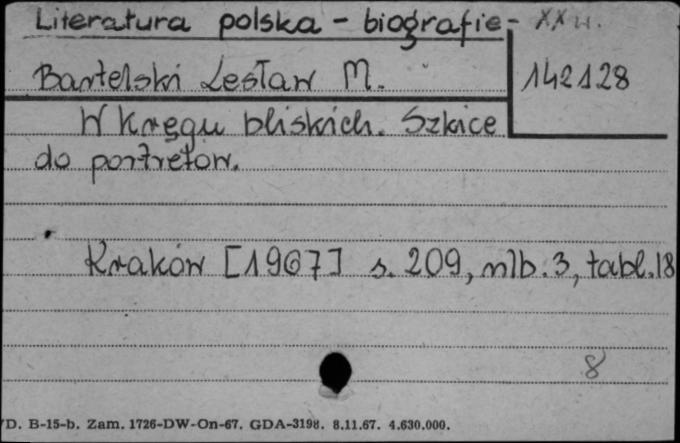 Literatura polska - biografie - XX w.
Bartelski Lesław M.
142128
W kręgu bliskich. Szkice
do portretów.
Kraków [1967] s. 209, nlb. 3, tabl. 18
8
D. B-15-b. Zam. 1726-DW-On-67. GDA-3198. 8.11.67. 4.630.000.